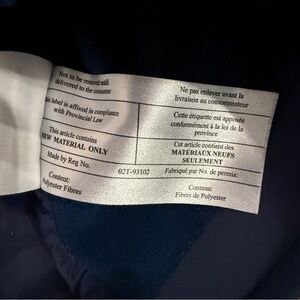 Not to be removed until
delivered to the consumer
Ne pas enlever avant la
livraison au consommateur
label is affixed in compliance
with Provincial Law
Cette étiquette est apposée
conformément à la loi de la
province
This article contains
NEW MATERIAL ONLY
Cet article contient des
MATÉRIAUX NEUFS
SEULEMENT
Made by Reg No.
02T-93102
Fabriqué par No. de permis:
Content:
Polyester Fibres
Contenu:
Fibres de Polyester